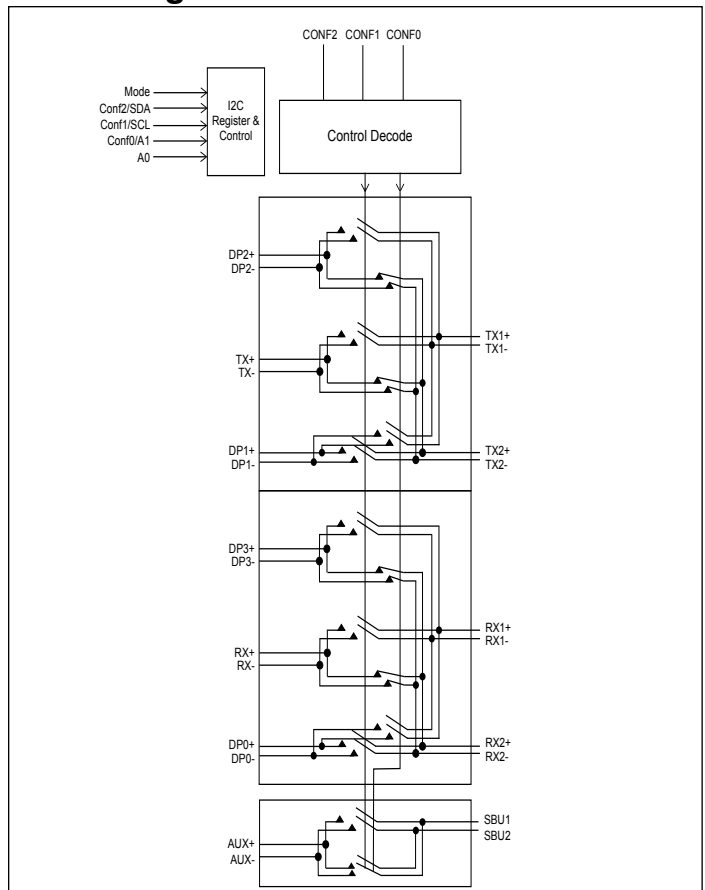 CONF2 CONF1 CONF0
Mode
Conf2/SDA
Conf1/SCL
Conf0/A1
A0
I2C
Register &
Control
Control Decode
DP2+
DP2-
TX1+
TX1-
TX+
TX-
DP1+
DP1-
TX2+
TX2-
DP3+
DP3-
RX1+
RX1-
RX+
RX-
DP0+
DP0-
RX2+
RX2-
SBU1
SBU2
AUX+
AUX-